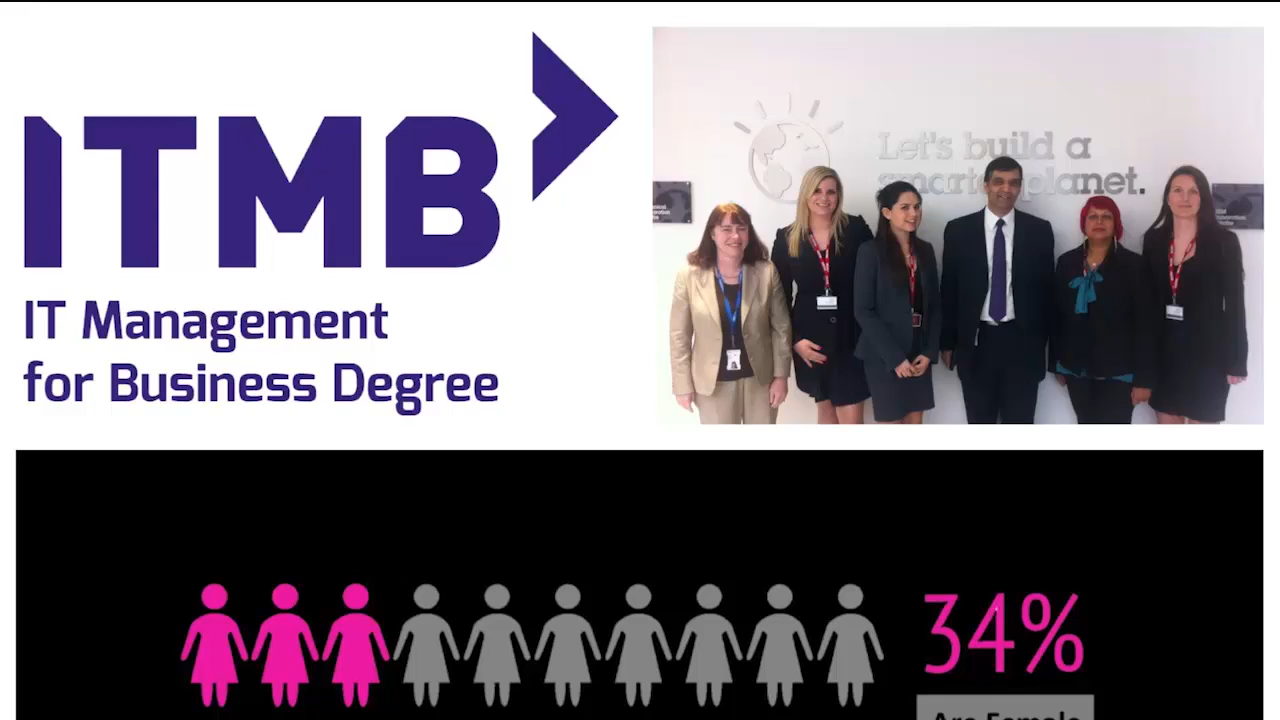 ITMB
IT Management
for Business Degree
Let's build a
smarter planet.
34%
Are Female